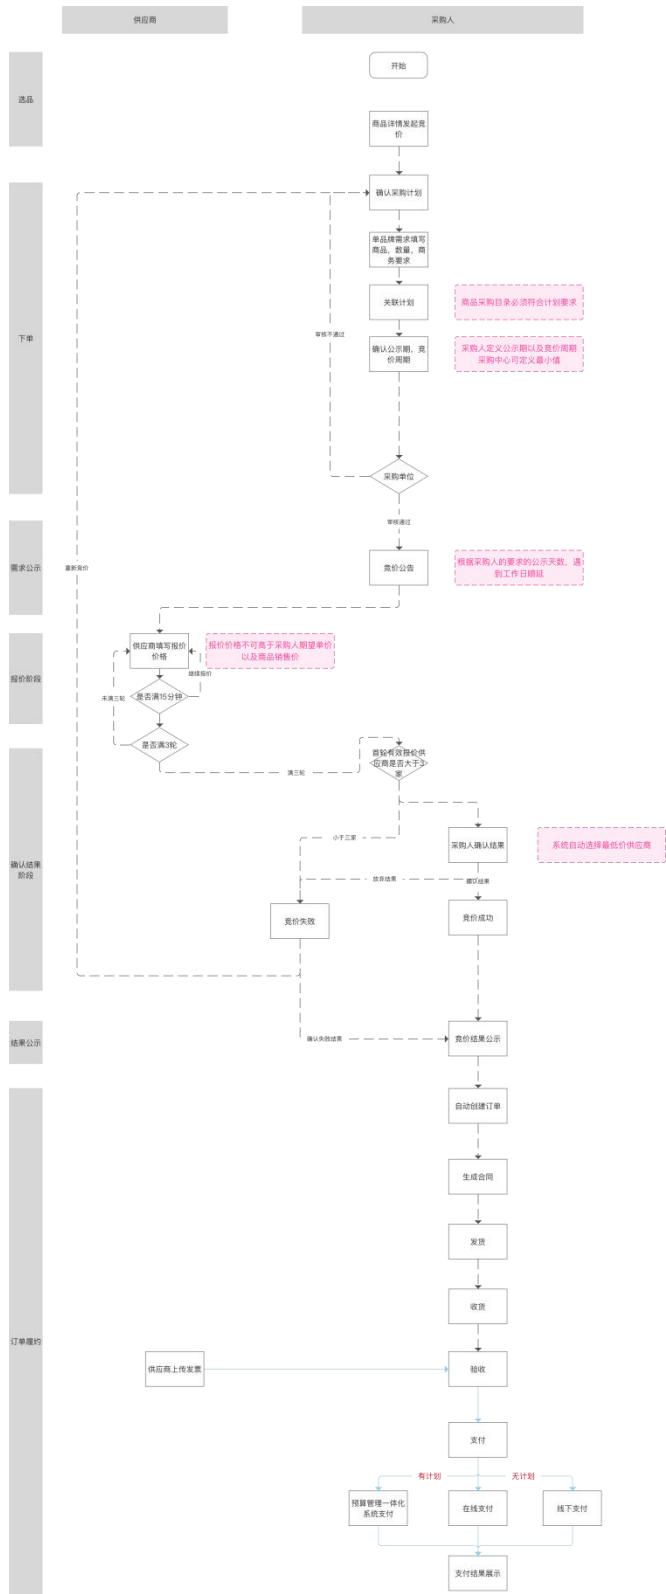 供应商
采购人
选品
开始
商品详情发起竞
价
下单
确认采购计划
单品牌需求填写
商品，数量，商
务要求
关联计划
商品采购目录必须符合计划要求
审核不通过
确认公示期，竞
价周期
采购人定义公示期以及竞价周期
采购中心可定义最小值
采购单位
审核通过
需求公示
重新竞价
竞价公告
根据采购人的要求的公示天数，遇
到工作日顺延
报价阶段
供应商填写报价
价格
报价价格不可高于采购人期望单价
以及商品销售价
继续报价
未满三轮
是否满15分钟
是否满3轮
满三轮
首轮有效报价供
应商是否大于3
家
确认结果
阶段
小于三家
采购人确认结果
系统自动选择最低价供应商
放弃结果
确认结果
竞价失败
竞价成功
结果公示
确认失败结果
竞价结果公示
自动创建订单
生成合同
发货
收货
订单履约
供应商上传发票
验收
支付
有计划
无计划
预算管理一体化
系统支付
在线支付
线下支付
支付结果展示